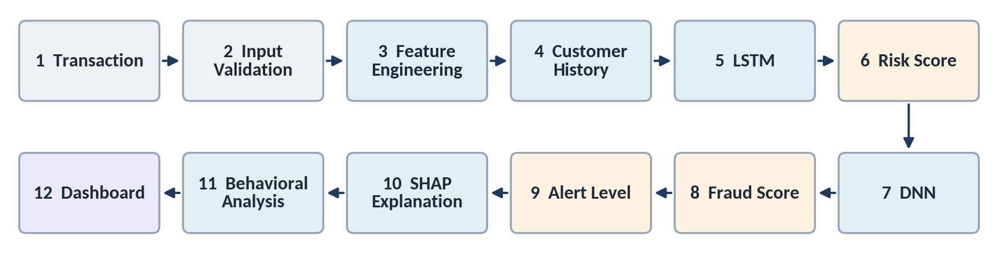 1 Transaction
2 Input
Validation
3 Feature
Engineering
4 Customer
History
5 LSTM
6 Risk Score
7 DNN
8 Fraud Score
9 Alert Level
10 SHAP
Explanation
11 Behavioral
Analysis
12 Dashboard